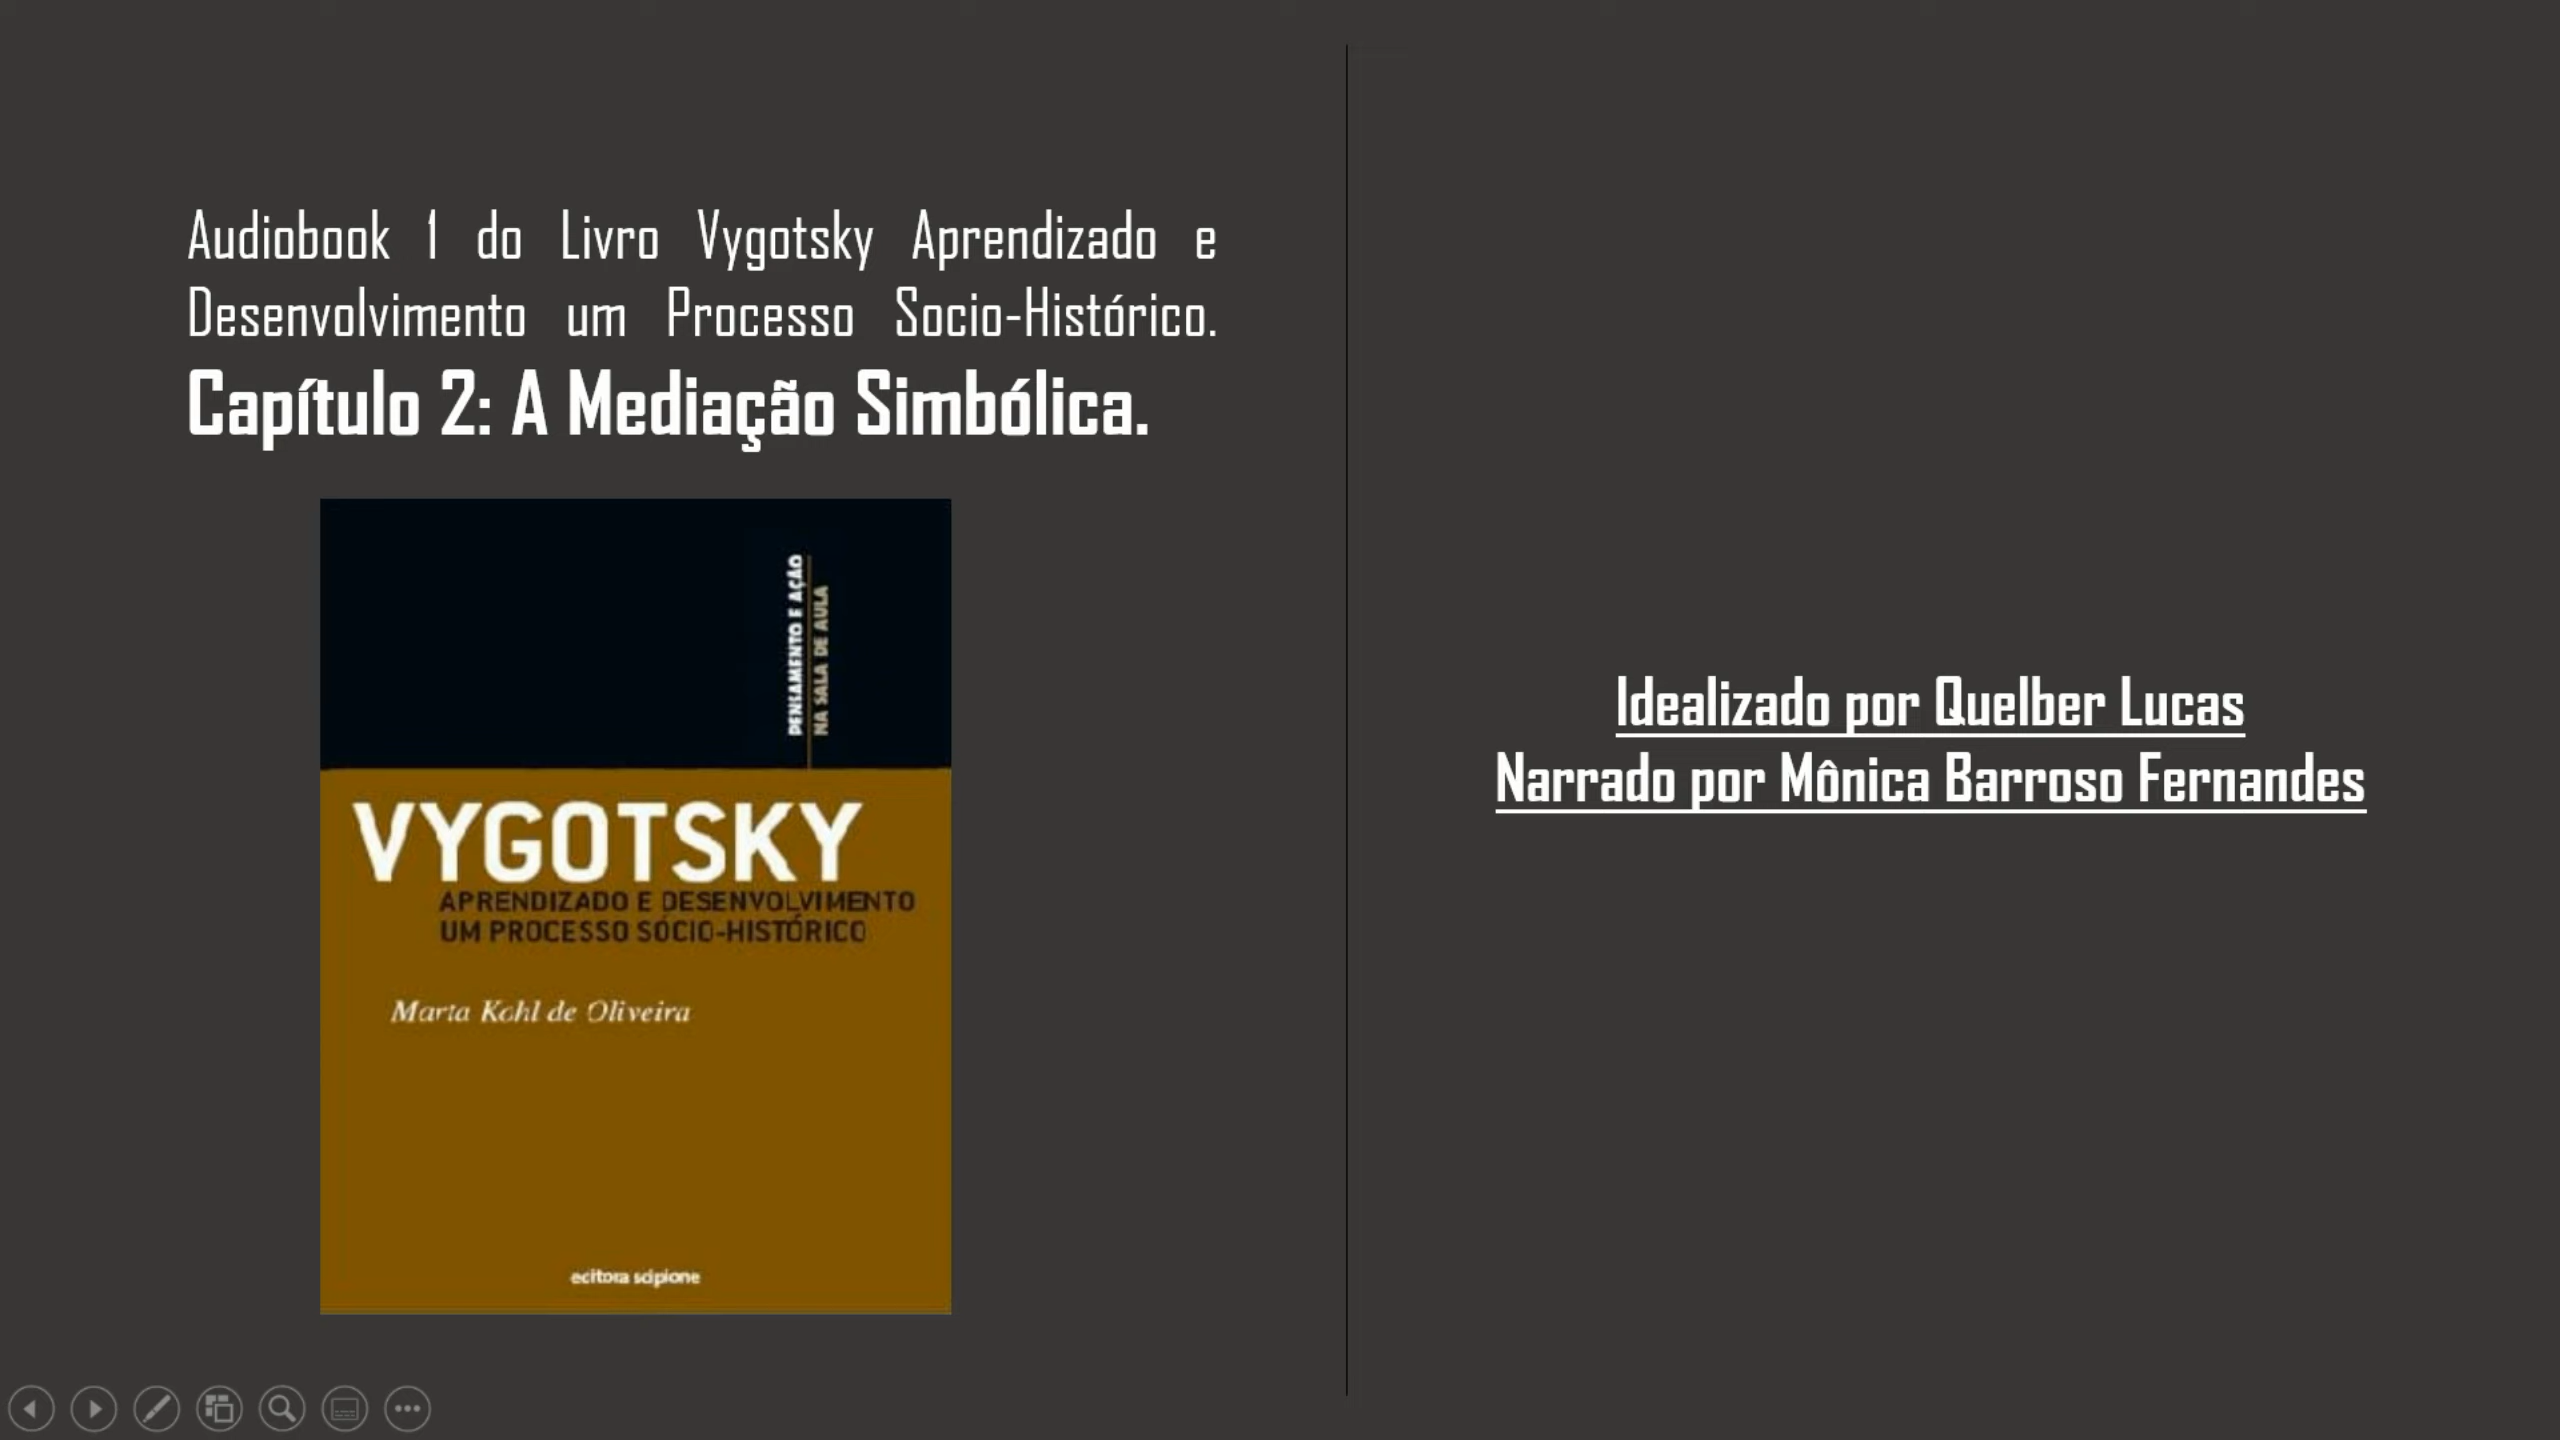 Audiobook 1 do Livro Vygotsky Aprendizado e
Desenvolvimento um Processo Socio-Histórico.
Capítulo 2: A Mediação Simbólica.
PENSAMENTO E AÇÃO
NA SALA DE AULA
VYGOTSKY
APRENDIZADO E DESENVOLVIMENTO
UM PROCESSO SÓCIO-HISTÓRICO
Marta Kohl de Oliveira
editora scipione
Idealizado por Quelber Lucas
Narrado por Mônica Barroso Fernandes